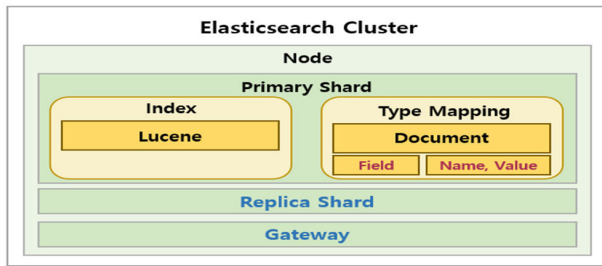 Elasticsearch Cluster
Node
Primary Shard
Index
Lucene
Type Mapping
Document
Field
Name, Value
Replica Shard
Gateway